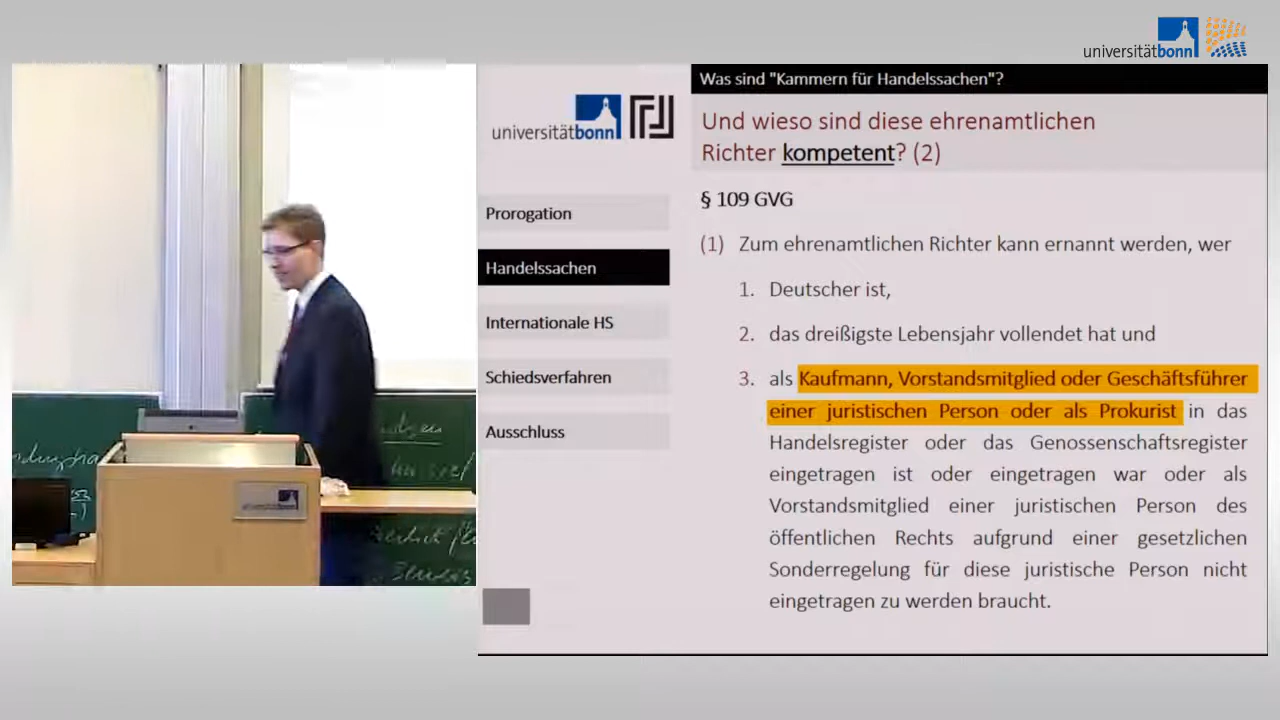 universitätbonn
Was sind "Kammern für Handelssachen"?
universitätbonn
Und wieso sind diese ehrenamtlichen
Richter kompetent? (2)
§ 109 GVG
Prorogation
Handelssachen
Internationale HS
Schiedsverfahren
Ausschluss
(1) Zum ehrenamtlichen Richter kann ernannt werden, wer
1. Deutscher ist,
2. das dreißigste Lebensjahr vollendet hat und
3. als Kaufmann, Vorstandsmitglied oder Geschäftsführer
einer juristischen Person oder als Prokurist in das
Handelsregister oder das Genossenschaftsregister
eingetragen ist oder eingetragen war oder als
Vorstandsmitglied einer juristischen Person des
öffentlichen Rechts aufgrund einer gesetzlichen
Sonderregelung für diese juristische Person nicht
eingetragen zu werden braucht.